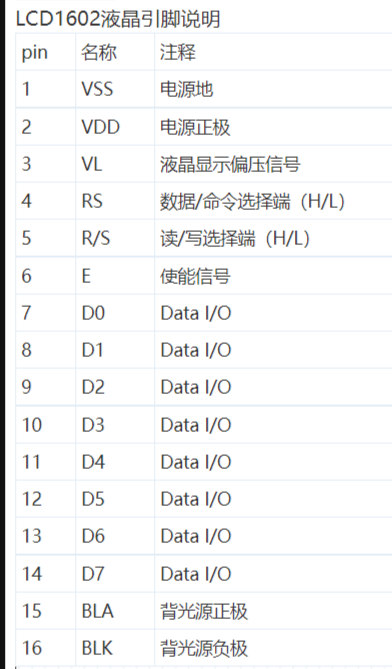 LCD1602液晶引脚说明
pin 名称 注释
1 VSS 电源地
2 VDD 电源正极
3 VL 液晶显示偏压信号
4 RS 数据/命令选择端（H/L）
5 R/S 读/写选择端（H/L）
6 E 使能信号
7 D0 Data I/O
8 D1 Data I/O
9 D2 Data I/O
10 D3 Data I/O
11 D4 Data I/O
12 D5 Data I/O
13 D6 Data I/O
14 D7 Data I/O
15 BLA 背光源正极
16 BLK 背光源负极